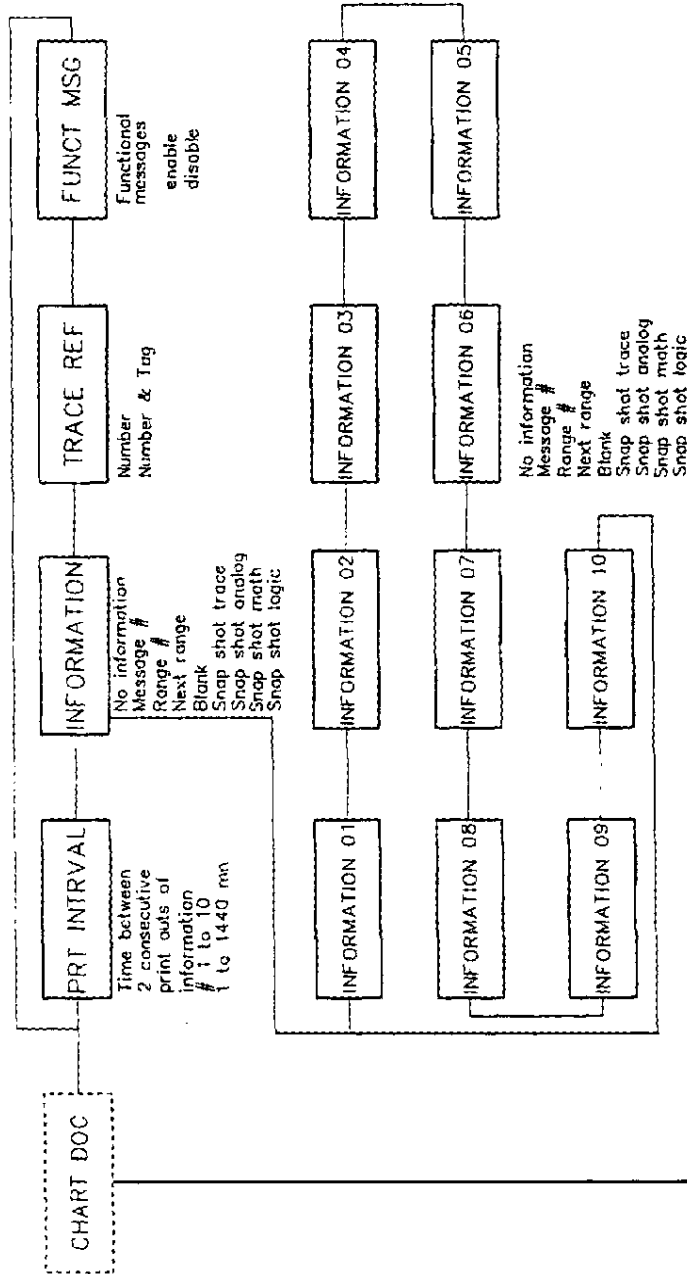 CHART DOC
PRT INTRVAL
Time between
2 consecutive
print outs of
information
# 1 to 10
1 to 1440 mn
INFORMATION
No information
Message #
Range #
Next range
Blank
Snap shot trace
Snap shot analog
Snap shot math
Snap shot logic
TRACE REF
Number
Number & Tag
FUNCT MSG
Functional
messages
enable
disable
INFORMATION 01
INFORMATION 02
INFORMATION 03
INFORMATION 04
INFORMATION 08
INFORMATION 07
INFORMATION 06
INFORMATION 05
No information
Message #
Range #
Next range
Blank
Snap shot trace
Snap shot analog
Snap shot math
Snap shot logic
INFORMATION 09
INFORMATION 10